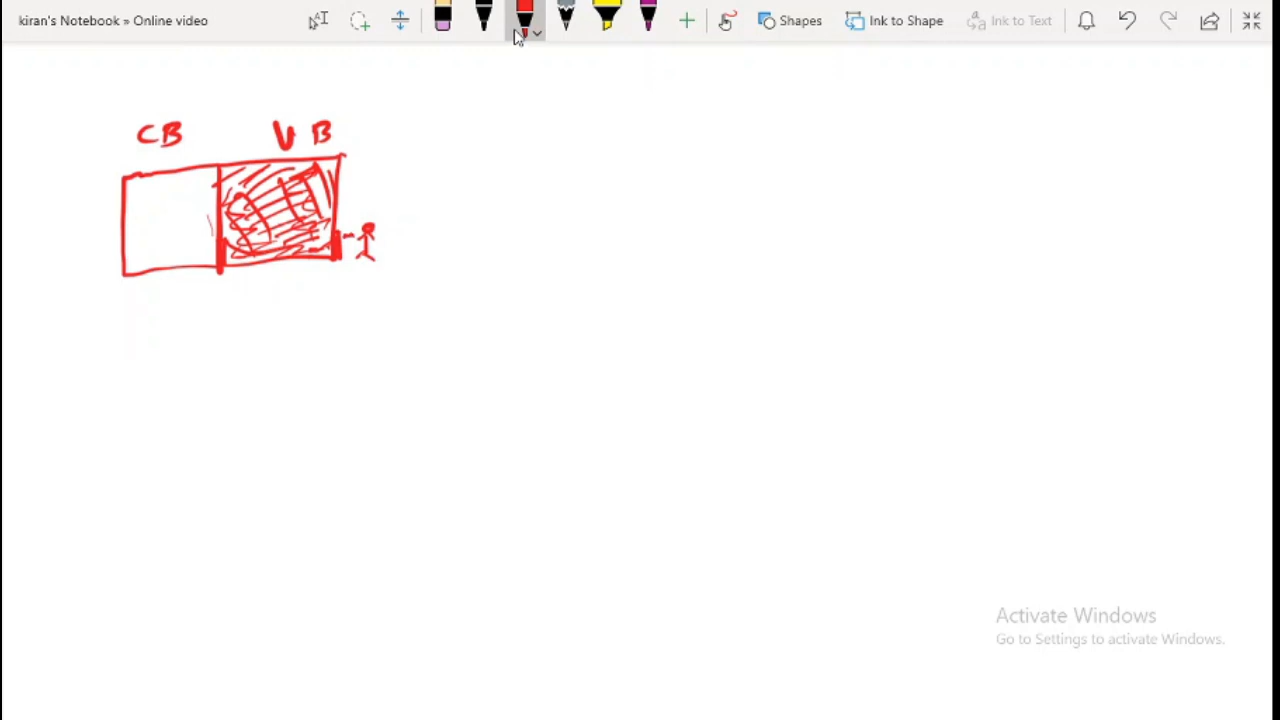 kiran's Notebook » Online video
Shapes
Ink to Shape
Ink to Text
CB VB
Activate Windows
Go to Settings to activate Windows.